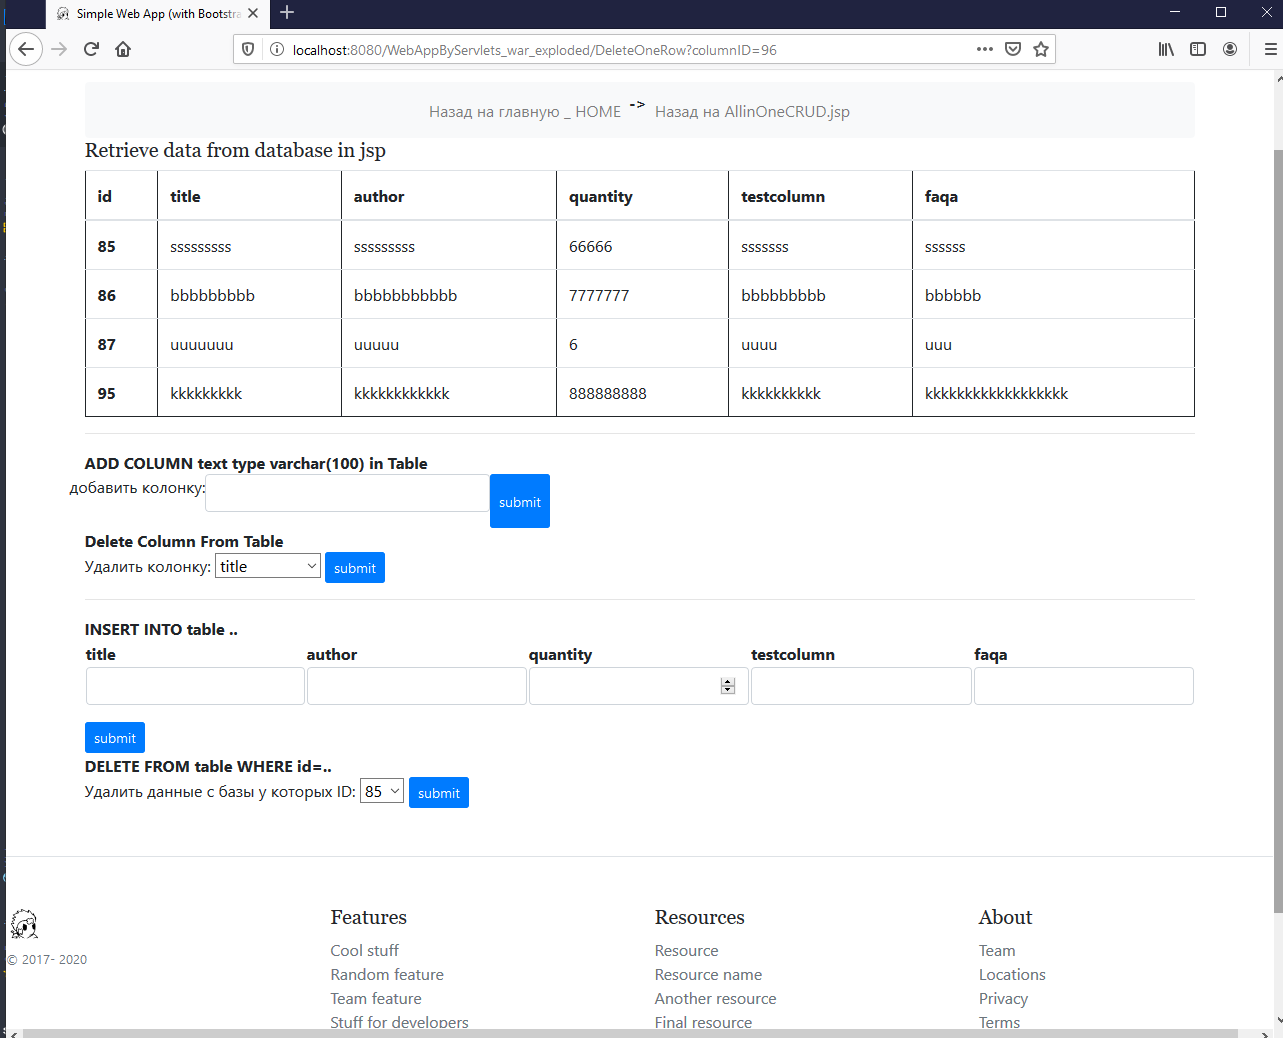 Simple Web App (with Bootstra
localhost:8080/WebAppByServlets_war_exploded/DeleteOneRow?columnID=96
Назад на главную _ HOME -> Назад на AllinOneCRUD.jsp
Retrieve data from database in jsp
id title author quantity testcolumn faqa
85 sssssssss sssssssss 66666 sssssss ssssss
86 bbbbbbbbb bbbbbbbbbbb 7777777 bbbbbbbbb bbbbbb
87 uuuuuuu uuuuu 6 uuuu uuu
95 kkkkkkkkk kkkkkkkkkkkk 888888888 kkkkkkkkkk kkkkkkkkkkkkkkkkkk
ADD COLUMN text type varchar(100) in Table
добавить колонку: submit
Delete Column From Table
Удалить колонку: title submit
INSERT INTO table ..
title author quantity testcolumn faqa
submit
DELETE FROM table WHERE id=..
Удалить данные с базы у которых ID: 85 submit
© 2017- 2020
Features
Cool stuff
Random feature
Team feature
Stuff for developers
Resources
Resource
Resource name
Another resource
Final resource
About
Team
Locations
Privacy
Terms